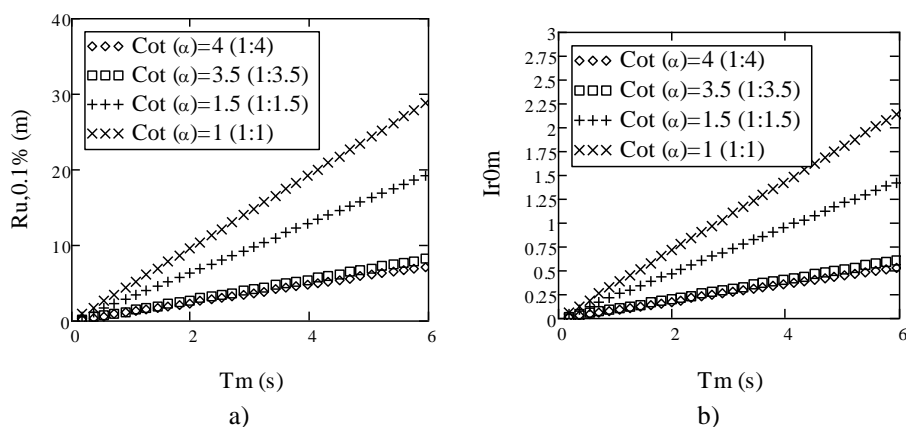 40
30
20
10
0
Ru,0.1% (m)
Cot (α)=4 (1:4)
Cot (α)=3.5 (1:3.5)
Cot (α)=1.5 (1:1.5)
Cot (α)=1 (1:1)
0 2 4 6
Tm (s)
a)
3
2.75
2.5
2.25
2
1.75
1.5
1.25
1
0.75
0.5
0.25
0
Ir0m
Cot (α)=4 (1:4)
Cot (α)=3.5 (1:3.5)
Cot (α)=1.5 (1:1.5)
Cot (α)=1 (1:1)
0 2 4 6
Tm (s)
b)